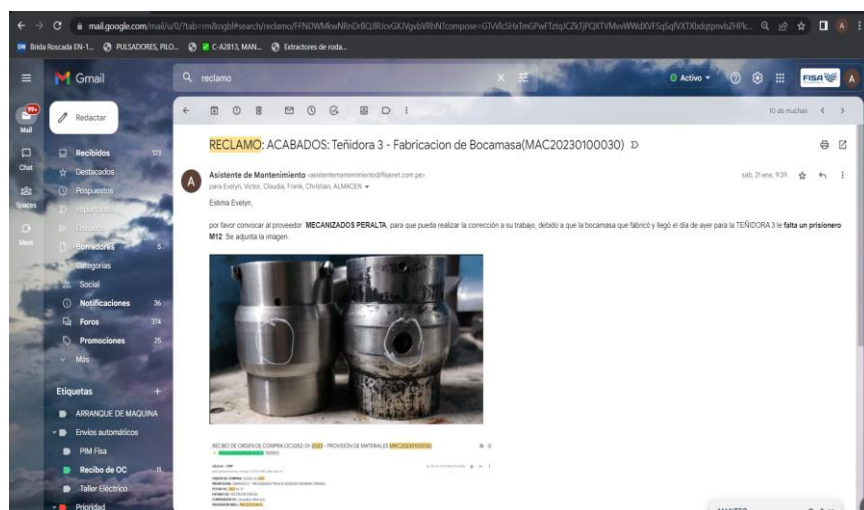 mail.google.com/mail/u/0/?tab=rm&ogbl#search/reclamo/
Brida Roscada EN-1...
PULSADORES, PILO...
C-A2813, MAN...
Extractores de roda...
Gmail
reclamo
Activo
FISA
A
99+
Mail
Redactar
10 de muchas
Chat
Spaces
Meet
Recibidos 123
Destacados
Pospuestos
Importantes
Enviados
Borradores 5
Categorías
Social
Notificaciones 36
Foros 374
Promociones 25
Más
Etiquetas
ARRANQUE DE MAQUINA
Envíos automáticos
PIM Fisa
Recibo de OC 11
Taller Eléctrico
Prioridad
RECLAMO: ACABADOS: Teñidora 3 - Fabricacion de Bocamasa(MAC20230100030)
A
Asistente de Mantenimiento <asistentemantenimiento@fisanet.com.pe>
sáb, 21 ene, 9:39
para Evelyn, Victor, Claudia, Frank, Christian, ALMACEN
Estima Evelyn,
por favor convocar al proveedor MECANIZADOS PERALTA, para que pueda realizar la corrección a su trabajo, debido a que la bocamasa que fabricó y llegó el día de ayer para la TEÑIDORA 3 le falta un prisionero
M12. Se adjunta la imagen.
RECIBO DE ORDEN DE COMPRA OC0202-01-2023 - PROVISIÓN DE MATERIALES MAC20230100030